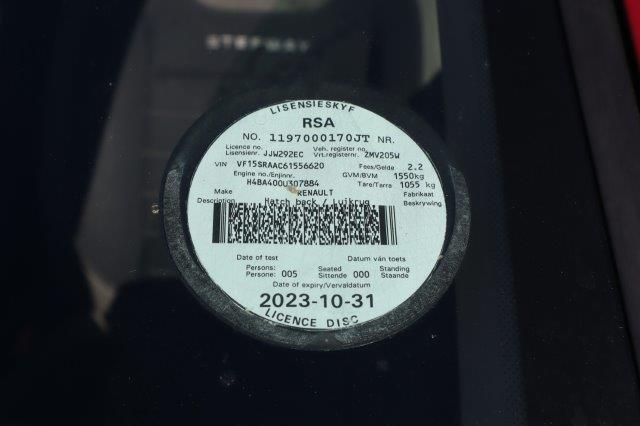 STEPWAY
LISENSIESKYF
RSA
NO. 1197000170JT NR.
Licence no. Veh. register no.
Lisensienr. JJW292EC Vrt.registernr. ZMV205W
VIN VF15SRAAC61556620 Fees/Gelde 2.2
Engine no./Enjinnr. GVM/BVM 1550kg
H4BA400U307884 Tare/Tarra 1055 kg
Make RENAULT Fabrikaat
Description Hatch back / Luikrug Beskrywing
Date of test Datum van toets
Persons: 005 Seated 000 Standing
Persone: Sittende Staande
Date of expiry/Vervaldatum
2023-10-31
LICENCE DISC